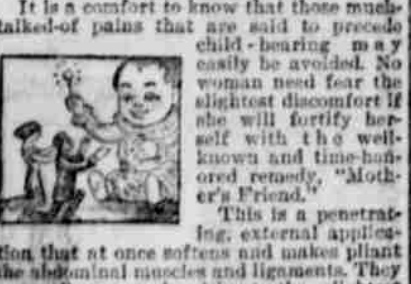 It is a comfort to know that those much-
talked-of pains that are said to precede
child-bearing may
easily be avoided. No
woman need fear the
slightest discomfort if
she will fortify her-
self with the well-
known and time-hon-
ored remedy, "Moth-
er's Friend."
This is a penetrat-
ing, external applica-
tion that at once softens and makes pliant
the abdominal muscles and ligaments. They